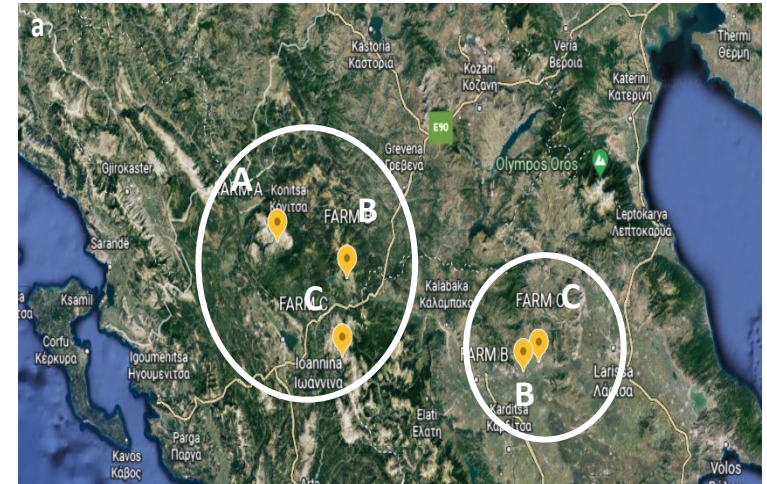 a
Kastoria
Καστοριά
Veria
Βέροια
Thermi
Θέρμη
Kozani
Κοζάνη
Katerini
Κατερίνη
E90
Grevena
Γρεβενά
Gjirokaster
Olympos Oros
A
FARM A
Konitsa
Κόνιτσα
B
FARM B
Leptokarya
Λεπτοκαρυά
Sarandë
Ksamil
C
FARM C
Kalabaka
Καλαμπάκα
C
FARM C
Corfu
Κέρκυρα
Igoumenitsa
Ηγουμενίτσα
Ioannina
Ιωάννινα
FARM B
B
Larissa
Λάρισα
Elati
Ελάτη
Karditsa
Καρδίτσα
Parga
Πάργα
Kavos
Κάβος
Volos